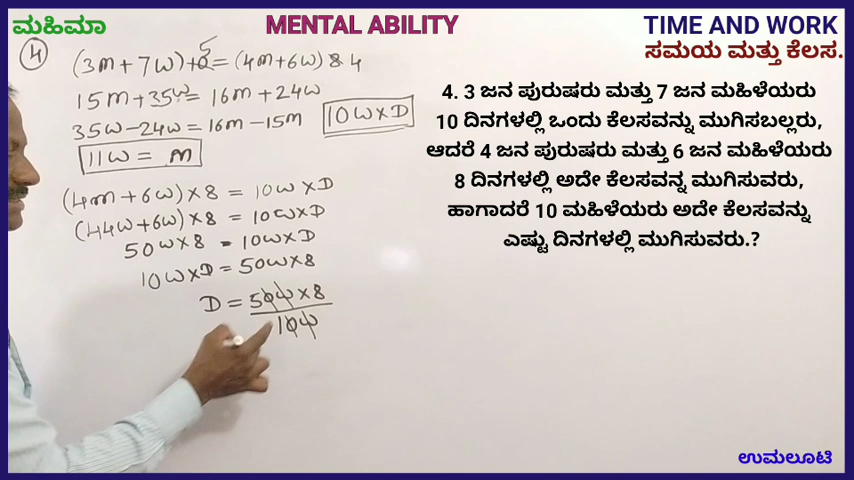 ಮಹಿಮಾ
MENTAL ABILITY
TIME AND WORK
ಸಮಯ ಮತ್ತು ಕೆಲಸ.
4
(3m + 7w) + 5 = (4m + 6w) 8 4
15m + 35w = 16m + 24w
35w - 24w = 16m - 15m
10w x D
11w = m
(4m + 6w) x 8 = 10w x D
(44w + 6w) x 8 = 10w x D
50w x 8 = 10w x D
10w x D = 50w x 8
D = 50w x 8
10w
4. 3 ಜನ ಪುರುಷರು ಮತ್ತು 7 ಜನ ಮಹಿಳೆಯರು
10 ದಿನಗಳಲ್ಲಿ ಒಂದು ಕೆಲಸವನ್ನು ಮುಗಿಸಬಲ್ಲರು,
ಆದರೆ 4 ಜನ ಪುರುಷರು ಮತ್ತು 6 ಜನ ಮಹಿಳೆಯರು
8 ದಿನಗಳಲ್ಲಿ ಅದೇ ಕೆಲಸವನ್ನ ಮುಗಿಸುವರು,
ಹಾಗಾದರೆ 10 ಮಹಿಳೆಯರು ಅದೇ ಕೆಲಸವನ್ನು
ಎಷ್ಟು ದಿನಗಳಲ್ಲಿ ಮುಗಿಸುವರು.?
ಉಮಲೂಟಿ